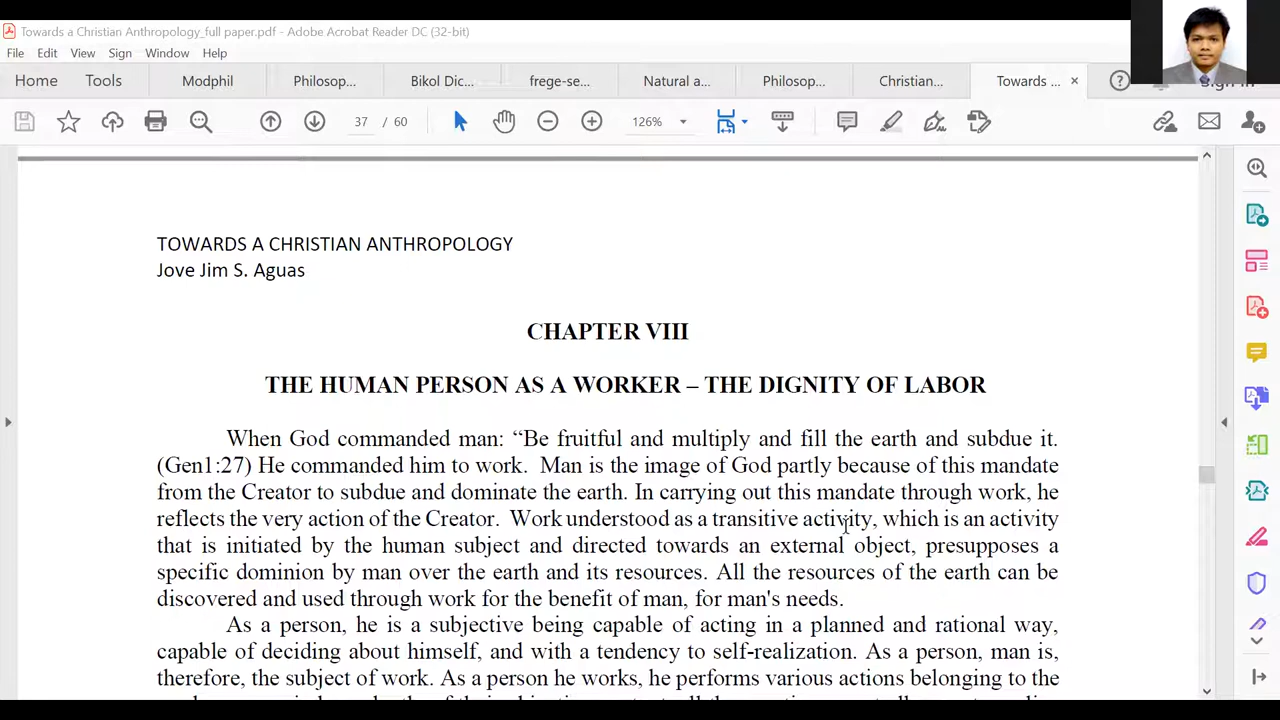 Towards a Christian Anthropology_full paper.pdf - Adobe Acrobat Reader DC (32-bit)
File Edit View Sign Window Help
Home Tools Modphil Philosop... Bikol Dic... frege-se... Natural a... Philosop... Christian... Towards ... ×
37 / 60 126%
TOWARDS A CHRISTIAN ANTHROPOLOGY
Jove Jim S. Aguas
CHAPTER VIII
THE HUMAN PERSON AS A WORKER – THE DIGNITY OF LABOR
When God commanded man: “Be fruitful and multiply and fill the earth and subdue it.
(Gen1:27) He commanded him to work. Man is the image of God partly because of this mandate
from the Creator to subdue and dominate the earth. In carrying out this mandate through work, he
reflects the very action of the Creator. Work understood as a transitive activity, which is an activity
that is initiated by the human subject and directed towards an external object, presupposes a
specific dominion by man over the earth and its resources. All the resources of the earth can be
discovered and used through work for the benefit of man, for man's needs.
As a person, he is a subjective being capable of acting in a planned and rational way,
capable of deciding about himself, and with a tendency to self-realization. As a person, man is,
therefore, the subject of work. As a person he works, he performs various actions belonging to the